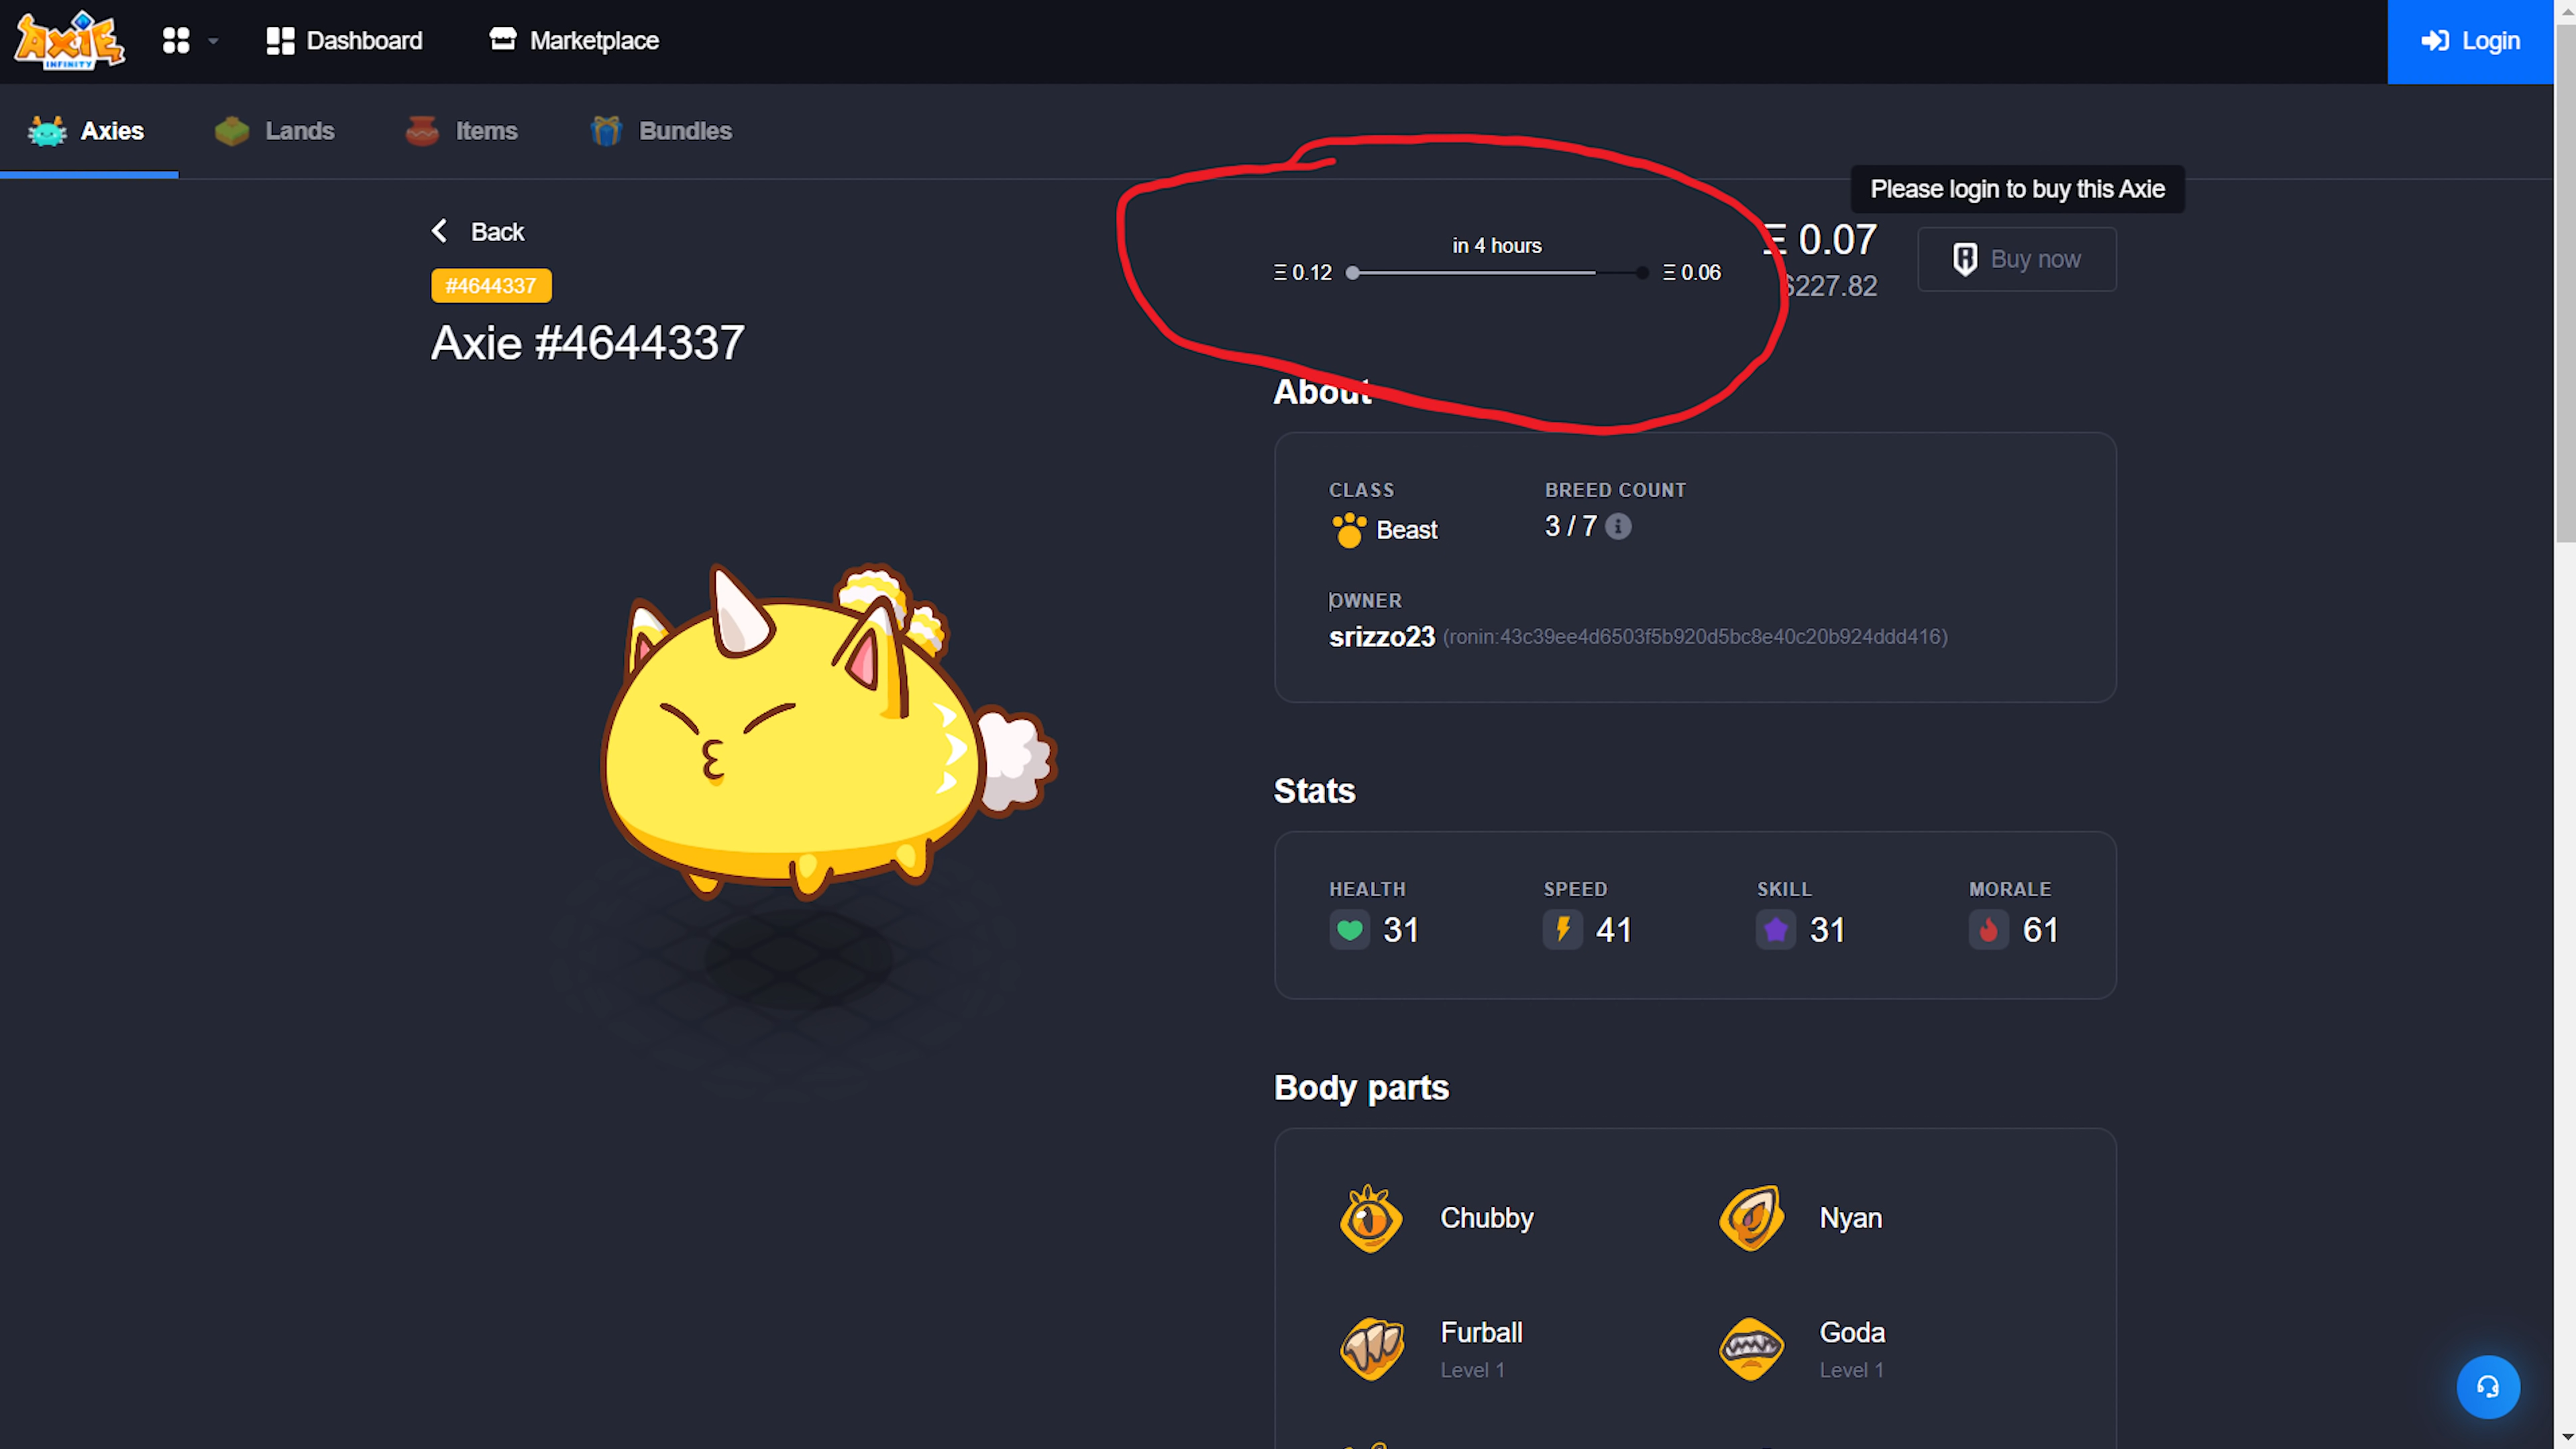 AXIE
INFINITY
Dashboard
Marketplace
Login
Axies
Lands
Items
Bundles
Please login to buy this Axie
Back
in 4 hours
Ξ 0.12
Ξ 0.06
Ξ 0.07
$227.82
Buy now
#4644337
Axie #4644337
About
CLASS
BREED COUNT
Beast
3 / 7
OWNER
srizzo23 (ronin:43c39ee4d6503f5b920d5bc8e40c20b924ddd416)
Stats
HEALTH
SPEED
SKILL
MORALE
31
41
31
61
Body parts
Chubby
Nyan
Furball
Level 1
Goda
Level 1